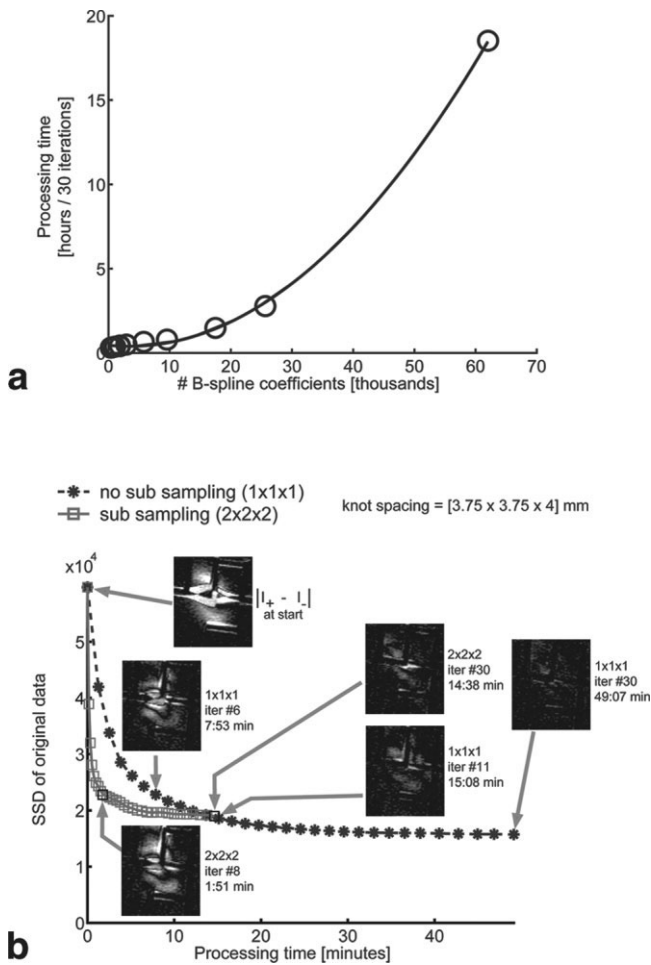 20
15
10
5
0
Processing time
[hours / 30 iterations]
0 10 20 30 40 50 60 70
# B-spline coefficients [thousands]
a
no sub sampling (1x1x1)
sub sampling (2x2x2)
knot spacing = [3.75 x 3.75 x 4] mm
x10⁴
6
5
4
3
2
1
0
SSD of original data
|I₊ - I₋|
at start
1x1x1
iter #6
7:53 min
2x2x2
iter #30
14:38 min
1x1x1
iter #11
15:08 min
1x1x1
iter #30
49:07 min
2x2x2
iter #8
1:51 min
0 10 20 30 40
Processing time [minutes]
b